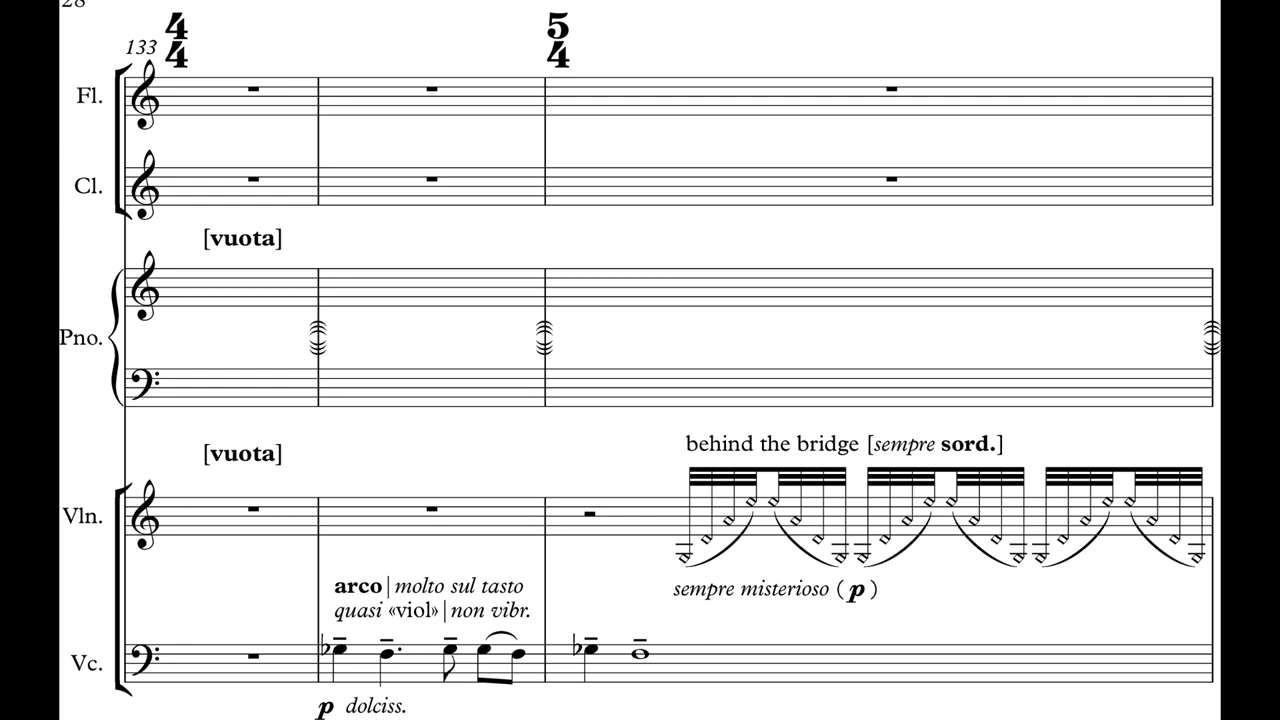 28
4
4
5
4
133
Fl.
Cl.
[vuota]
Pno.
[vuota]
behind the bridge [sempre sord.]
Vln.
arco | molto sul tasto
sempre misterioso (p)
quasi «viol» | non vibr.
Vc.
p dolciss.